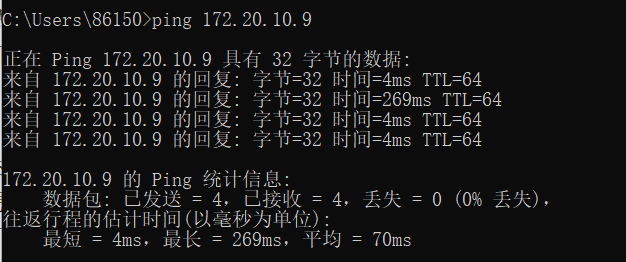 C:\Users\86150>ping 172.20.10.9
正在 Ping 172.20.10.9 具有 32 字节的数据:
来自 172.20.10.9 的回复: 字节=32 时间=4ms TTL=64
来自 172.20.10.9 的回复: 字节=32 时间=269ms TTL=64
来自 172.20.10.9 的回复: 字节=32 时间=4ms TTL=64
来自 172.20.10.9 的回复: 字节=32 时间=4ms TTL=64
172.20.10.9 的 Ping 统计信息:
数据包: 已发送 = 4，已接收 = 4，丢失 = 0 (0% 丢失)，
往返行程的估计时间(以毫秒为单位):
最短 = 4ms，最长 = 269ms，平均 = 70ms